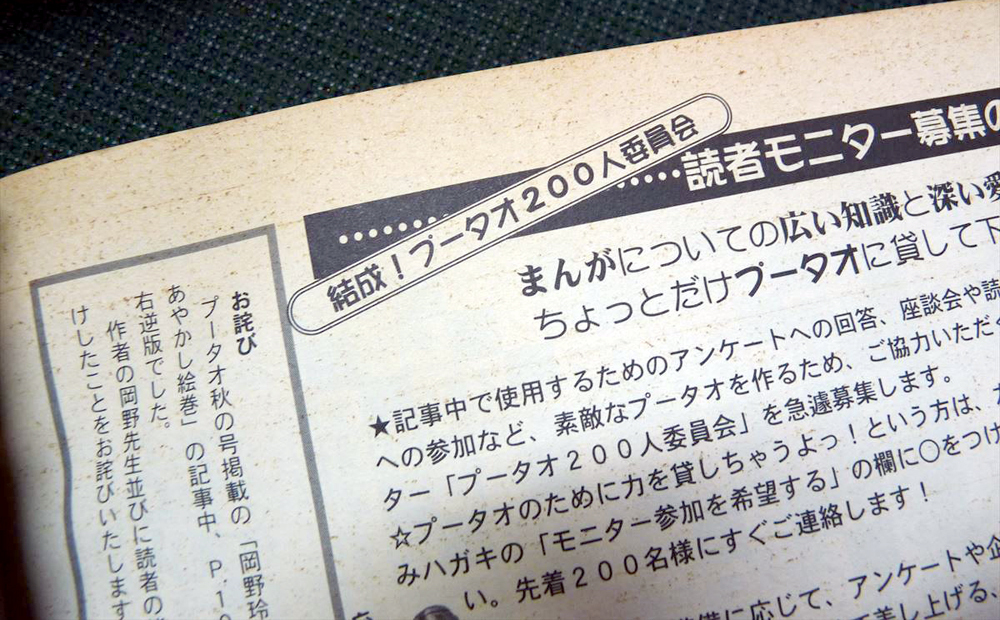 結成！プータオ200人委員会
……読者モニター募集の
まんがについての広い知識と深い愛
ちょっとだけプータオに貸して下
★記事中で使用するためのアンケートへの回答、座談会や読
への参加など、素敵なプータオを作るため、ご協力いただく
ター「プータオ200人委員会」を急遽募集します。
☆プータオのために力を貸しちゃうよっ！という方は、
みハガキの「モニター参加を希望する」の欄に○をつけ
い。先着200名様にすぐご連絡します！
に応じて、アンケートや企
て差し上げる、
お詫び
プータオ秋の号掲載の「岡野玲
あやかし絵巻」の記事中、P.10
右逆版でした。
作者の岡野先生並びに読者の
けしたことをお詫びいたします